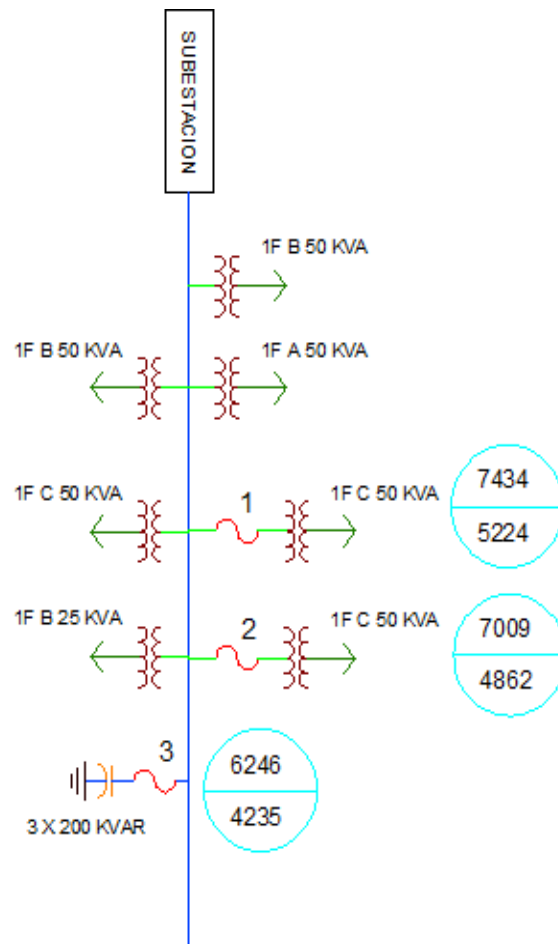 SUBESTACION
1F B 50 KVA
1F B 50 KVA
1F A 50 KVA
1F C 50 KVA
1
1F C 50 KVA
7434
5224
1F B 25 KVA
2
1F C 50 KVA
7009
4862
3
6246
4235
3 X 200 KVAR